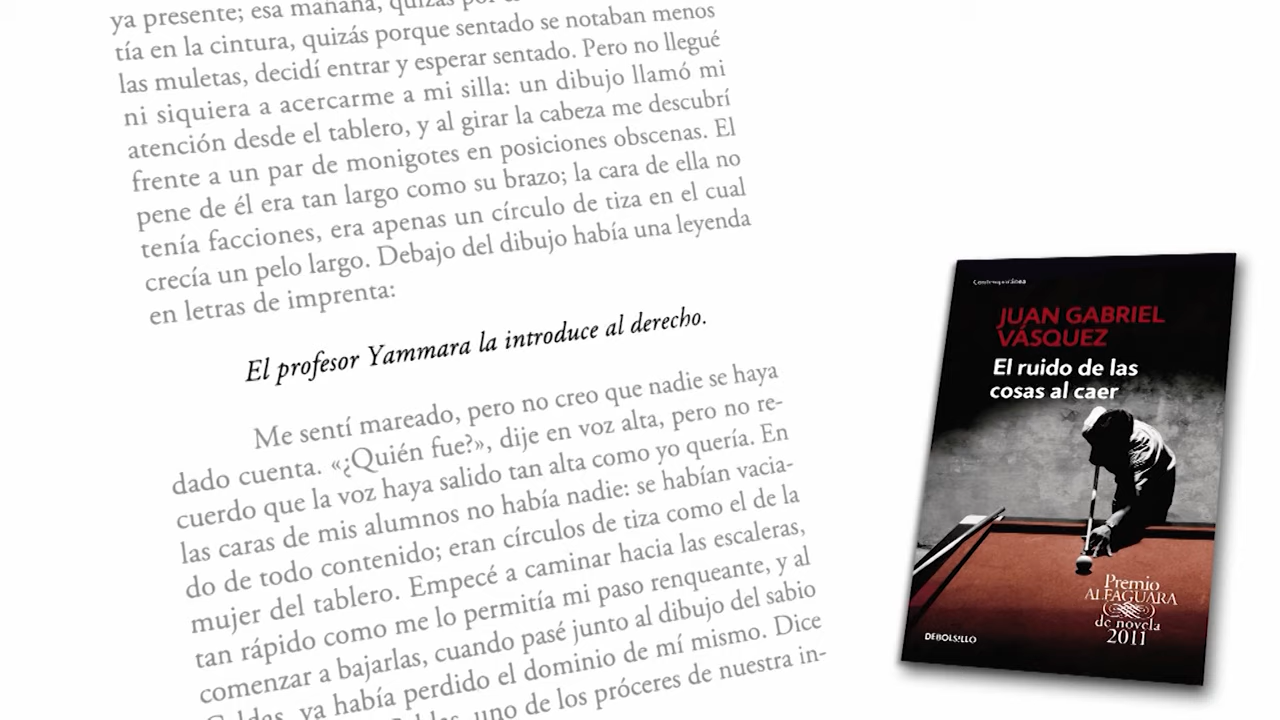 ya presente; esa mañana, quizás
tía en la cintura, quizás porque sentado se notaban menos
las muletas, decidí entrar y esperar sentado. Pero no llegué
ni siquiera a acercarme a mi silla: un dibujo llamó mi
atención desde el tablero, y al girar la cabeza me descubrí
frente a un par de monigotes en posiciones obscenas. El
pene de él era tan largo como su brazo; la cara de ella no
tenía facciones, era apenas un círculo de tiza en el cual
crecía un pelo largo. Debajo del dibujo había una leyenda
en letras de imprenta:
El profesor Yammara la introduce al derecho.
Me sentí mareado, pero no creo que nadie se haya
dado cuenta. «¿Quién fue?», dije en voz alta, pero no re-
cuerdo que la voz haya salido tan alta como yo quería. En
las caras de mis alumnos no había nadie: se habían vacia-
do de todo contenido; eran círculos de tiza como el de la
mujer del tablero. Empecé a caminar hacia las escaleras,
tan rápido como me lo permitía mi paso renqueante, y al
comenzar a bajarlas, cuando pasé junto al dibujo del sabio
Caldas, ya había perdido el dominio de mí mismo. Dice
uno de los próceres de nuestra in-
Contemporánea
JUAN GABRIEL
VÁSQUEZ
El ruido de las
cosas al caer
Premio
ALFAGUARA
de novela
2011
DEBOLS!LLO